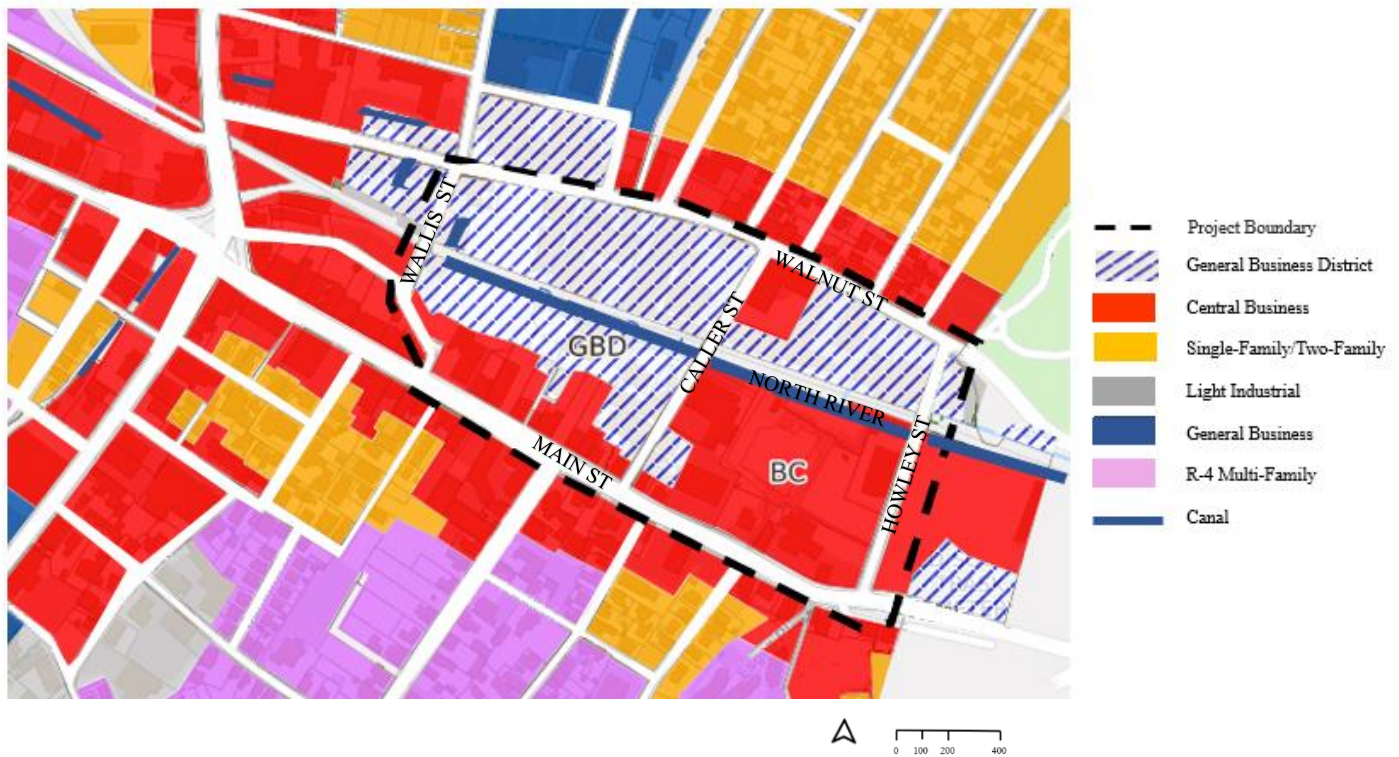 WALLIS ST
WALNUT ST
GBD
CALLER ST
NORTH RIVER
MAIN ST
BC
HOWLEY ST
Project Boundary
General Business District
Central Business
Single-Family/Two-Family
Light Industrial
General Business
R-4 Multi-Family
Canal
0 100 200 400